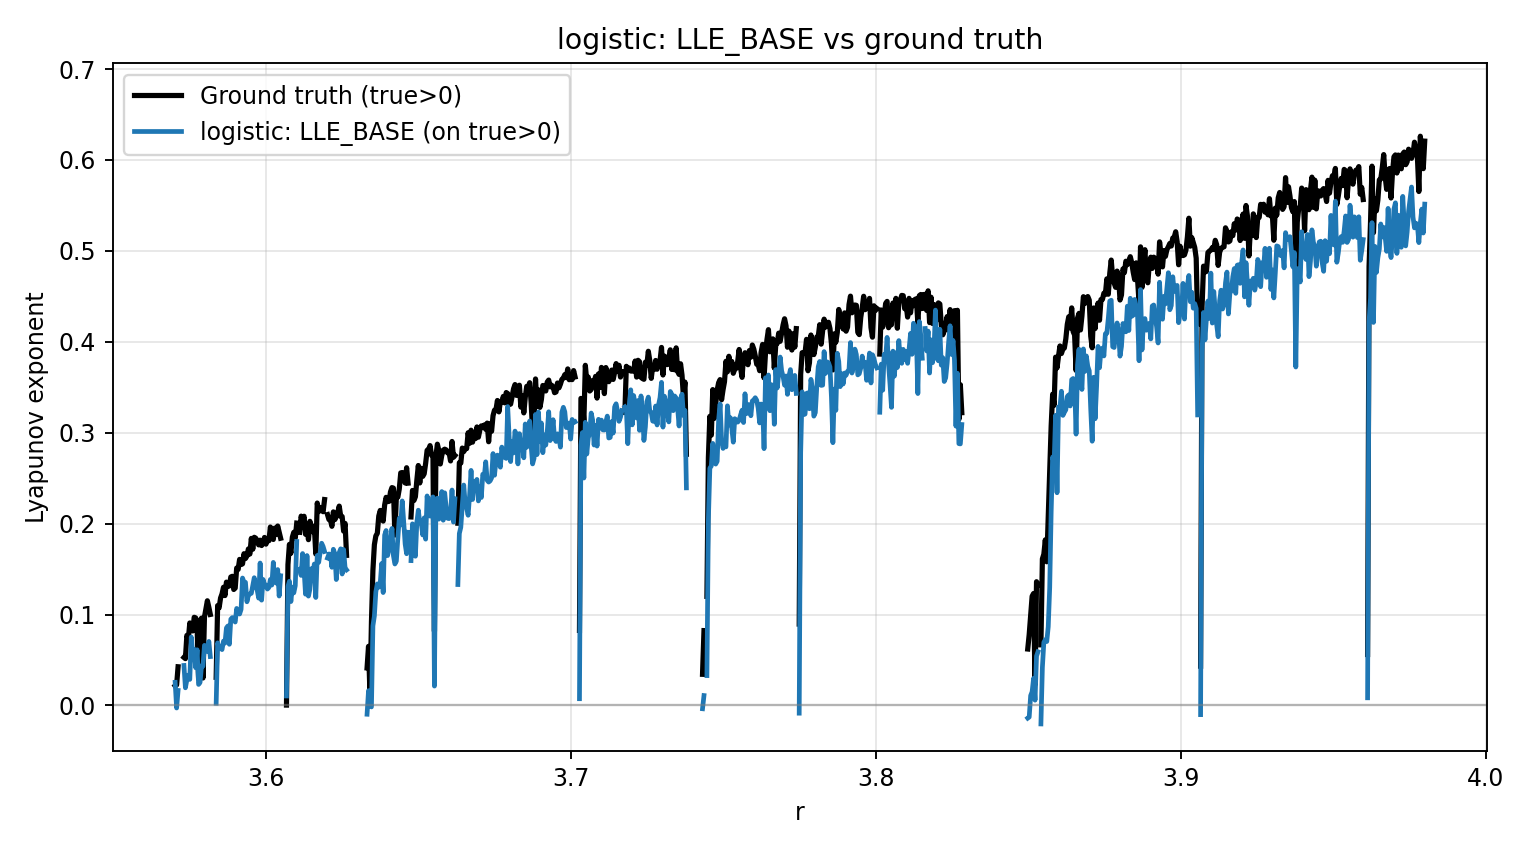 logistic: LLE_BASE vs ground truth
Ground truth (true>0)
logistic: LLE_BASE (on true>0)
Lyapunov exponent
0.7
0.6
0.5
0.4
0.3
0.2
0.1
0.0
3.6 3.7 3.8 3.9 4.0
r